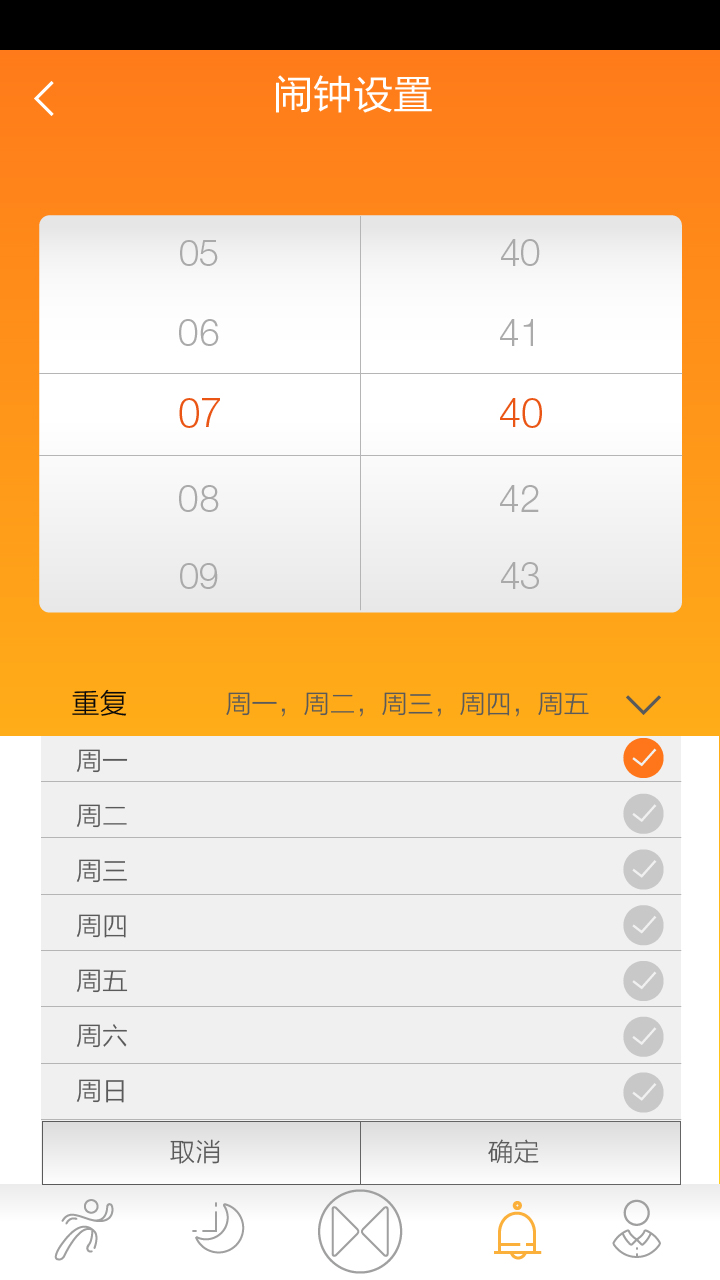 闹钟设置
05 40
06 41
07 40
08 42
09 43
重复 周一，周二，周三，周四，周五
周一
周二
周三
周四
周五
周六
周日
取消 确定